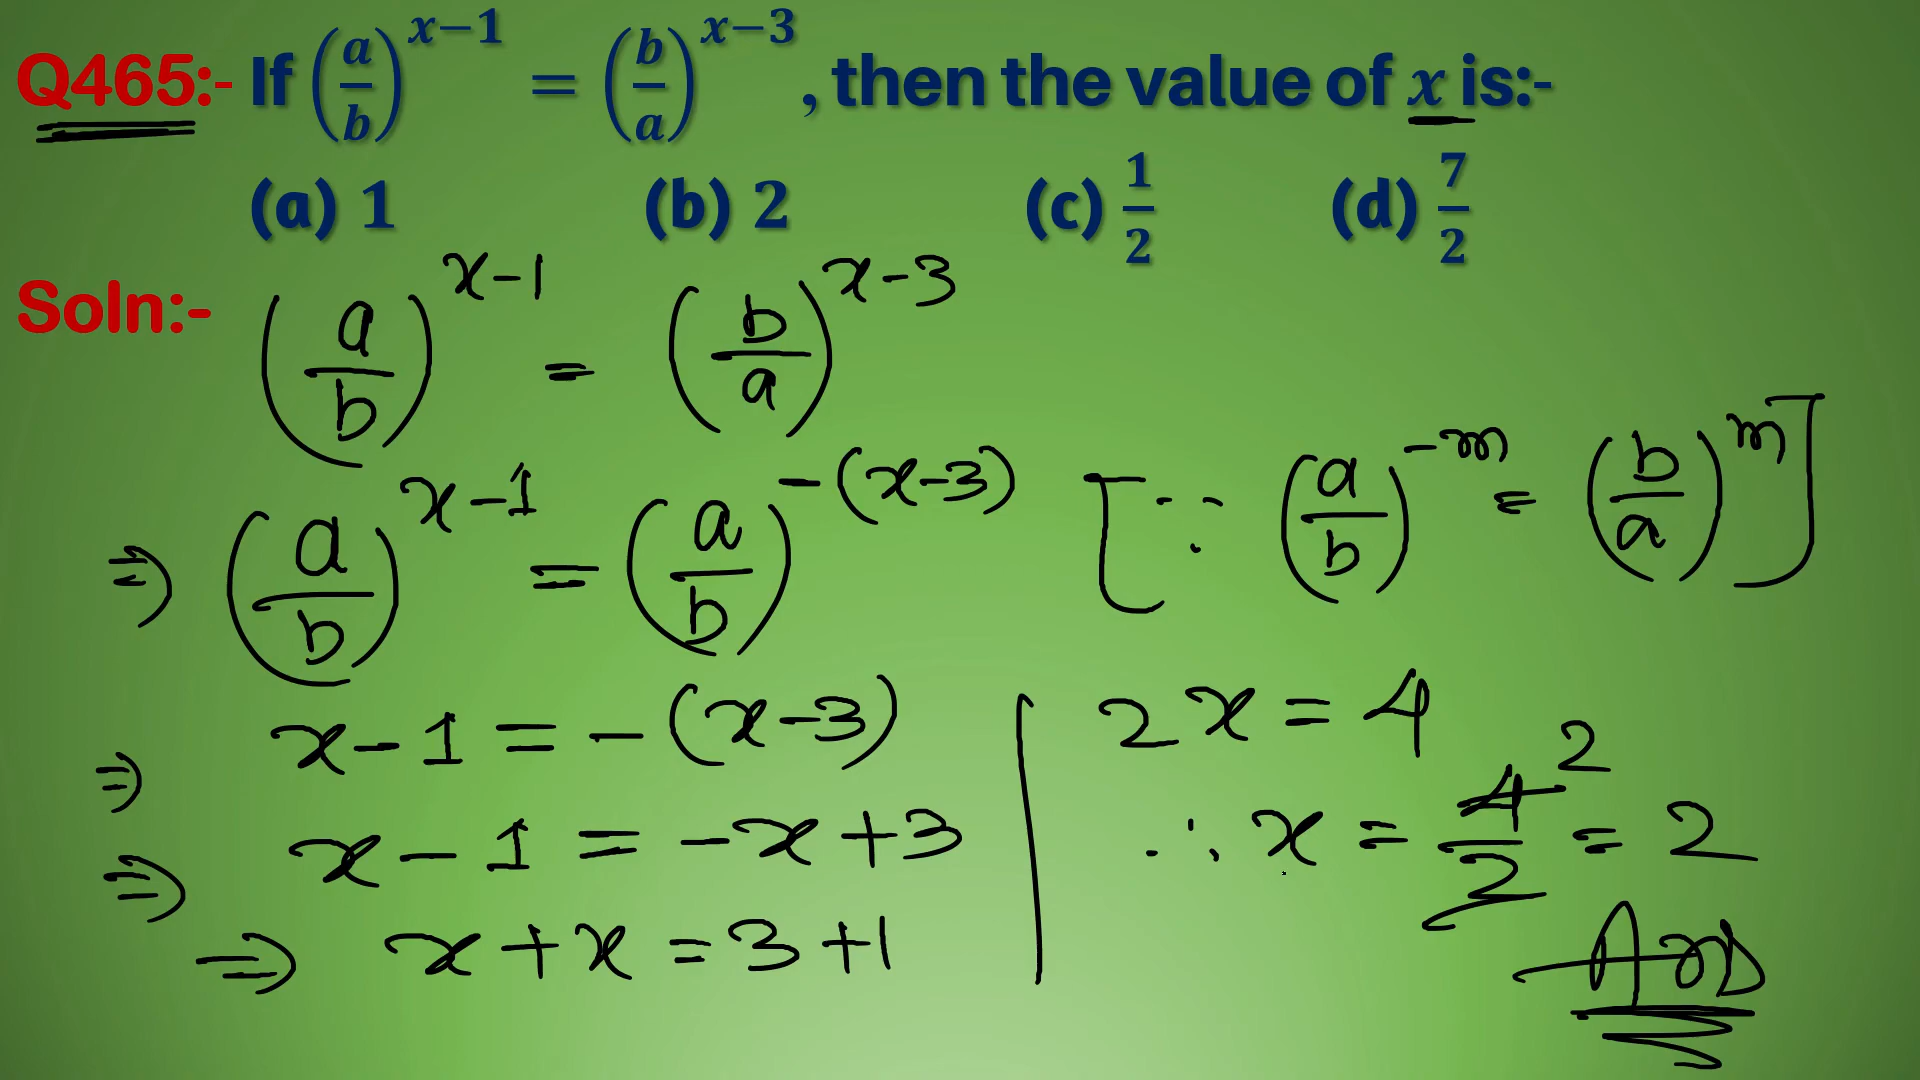 Q465:- If (a/b)^(x−1) = (b/a)^(x−3) , then the value of x is:-
(a) 1 (b) 2 (c) 1/2 (d) 7/2
Soln:- (a/b)^(x−1) = (b/a)^(x−3)
⇒ (a/b)^(x−1) = (a/b)^(−(x−3)) [∵ (a/b)^(−m) = (b/a)^m]
⇒ x−1 = −(x−3)
⇒ x−1 = −x+3
⇒ x+x = 3+1
2x = 4
∴ x = 4/2 2 = 2
Ans